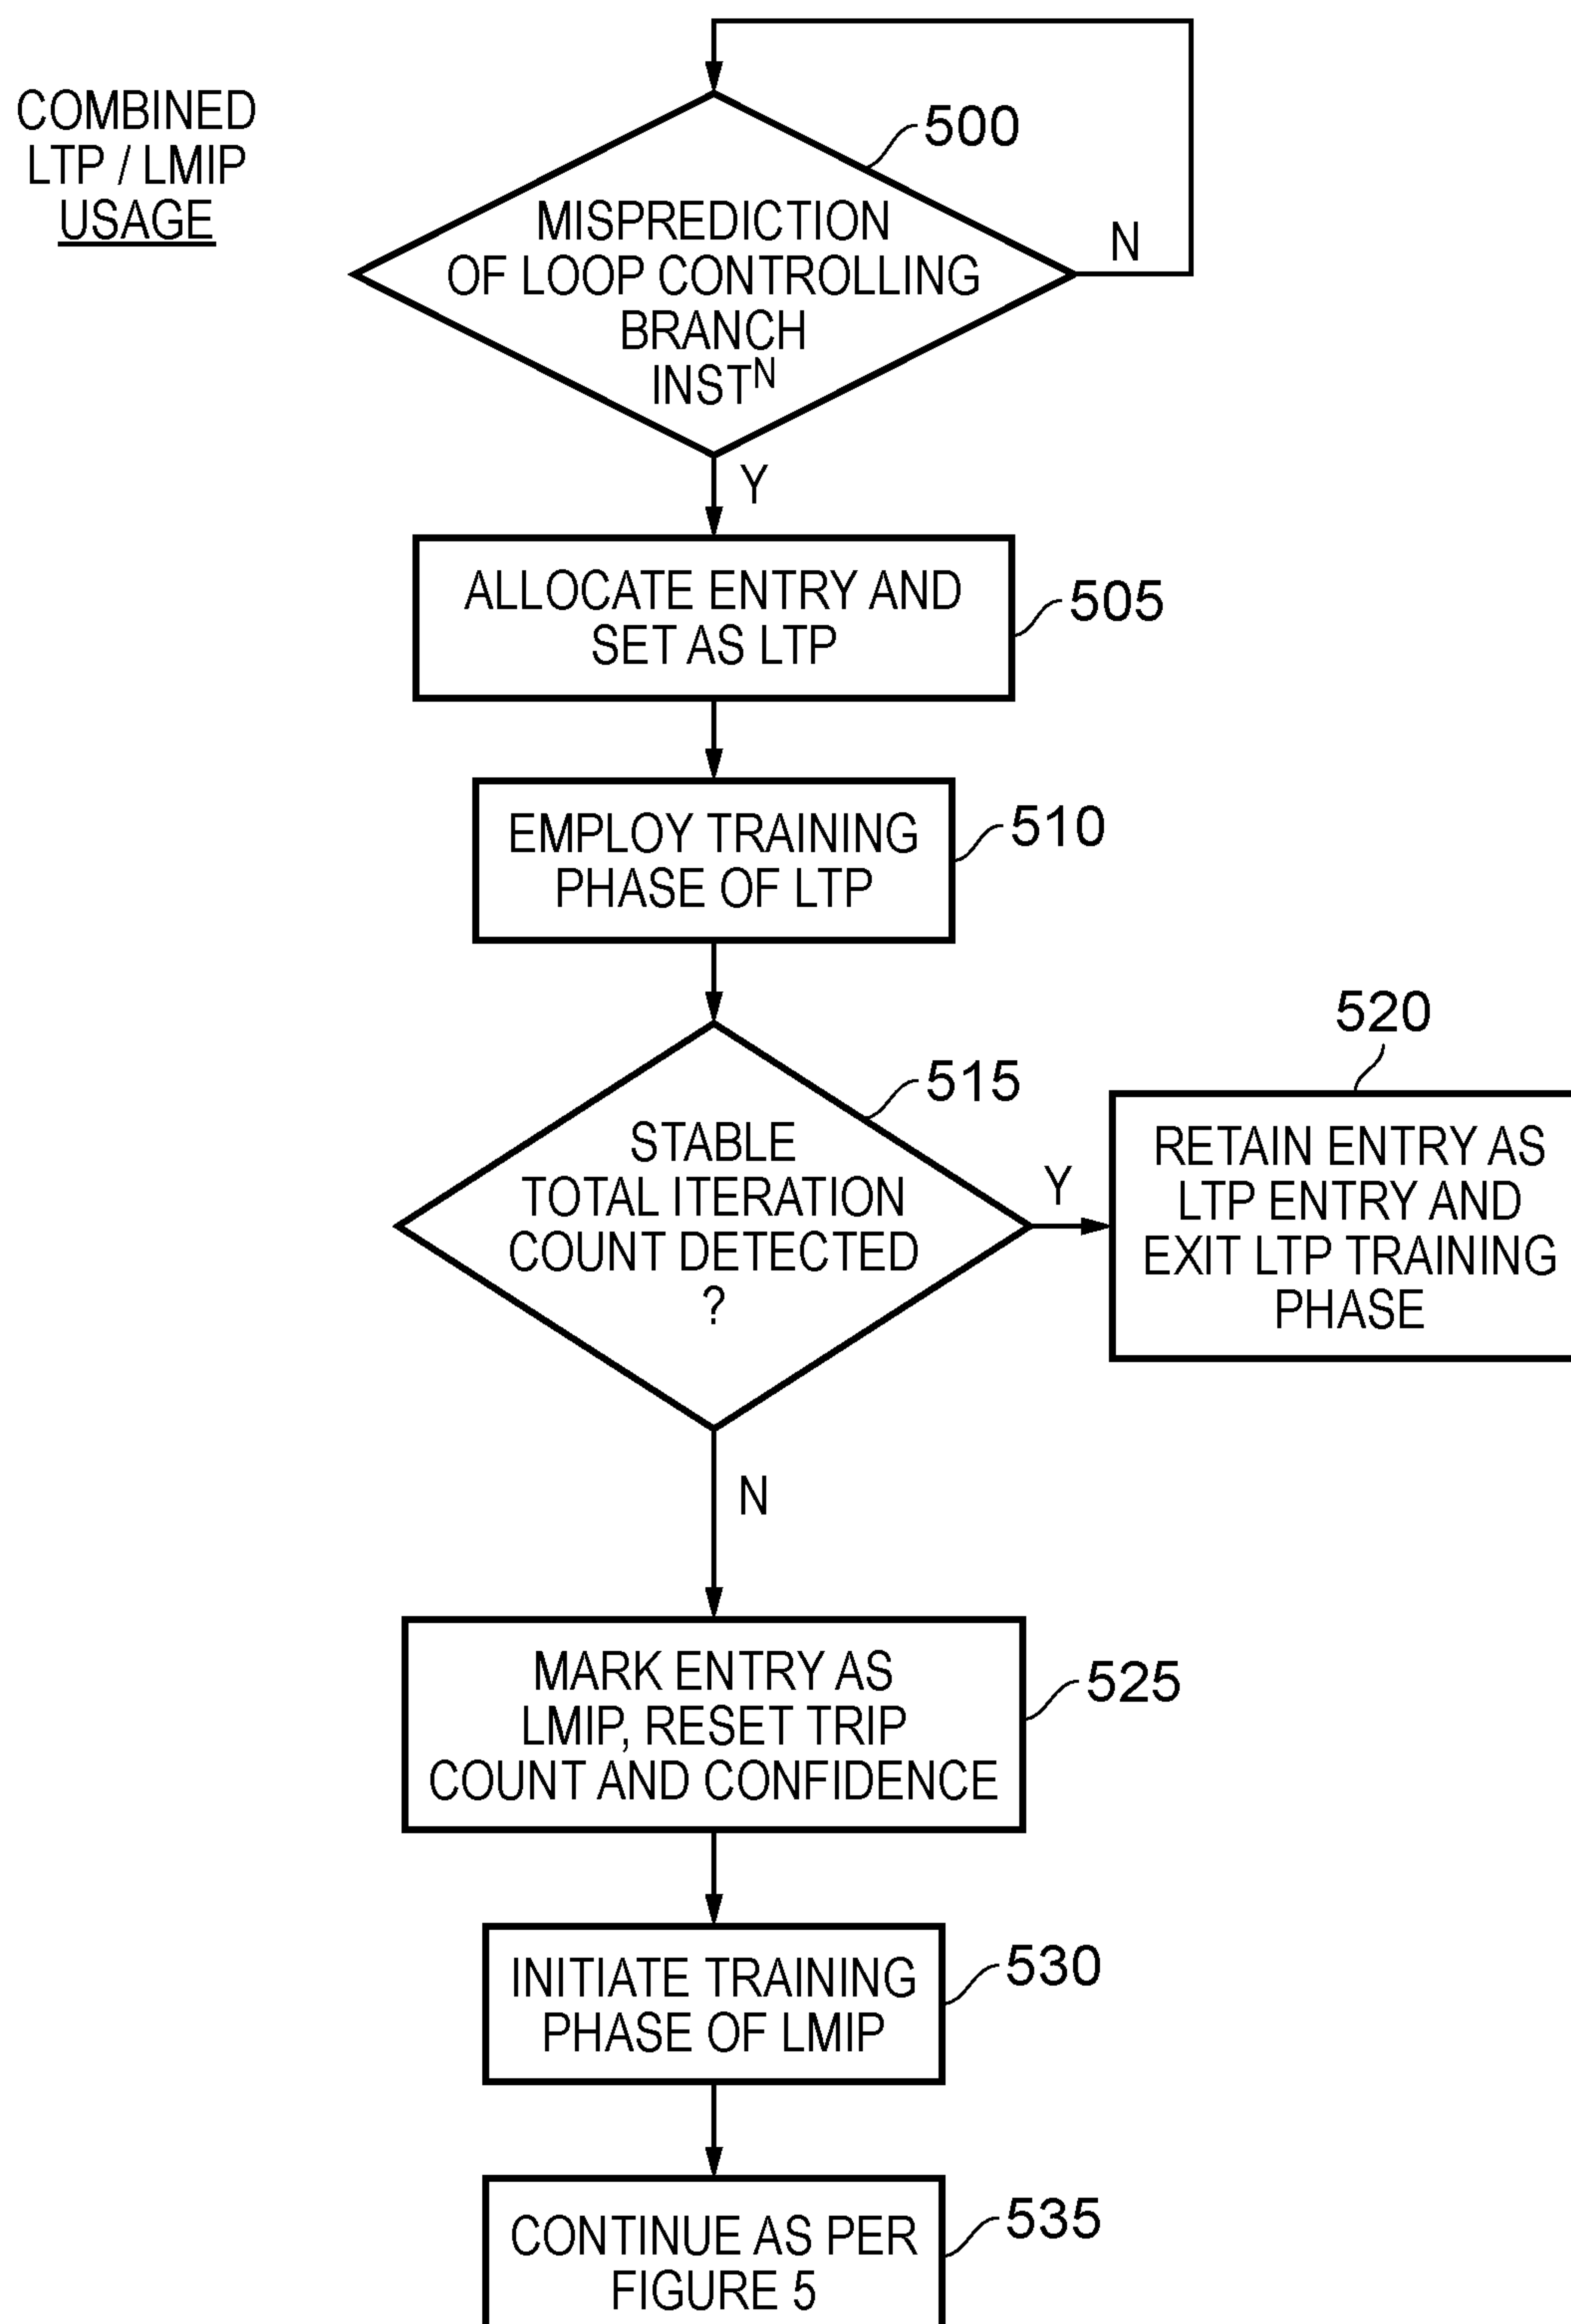 COMBINED
LTP / LMIP
USAGE
500
MISPREDICTION
OF LOOP CONTROLLING
BRANCH
INSTᴺ
N
Y
ALLOCATE ENTRY AND
SET AS LTP
505
EMPLOY TRAINING
PHASE OF LTP
510
515
STABLE
TOTAL ITERATION
COUNT DETECTED
?
Y
520
RETAIN ENTRY AS
LTP ENTRY AND
EXIT LTP TRAINING
PHASE
N
MARK ENTRY AS
LMIP, RESET TRIP
COUNT AND CONFIDENCE
525
INITIATE TRAINING
PHASE OF LMIP
530
CONTINUE AS PER
FIGURE 5
535